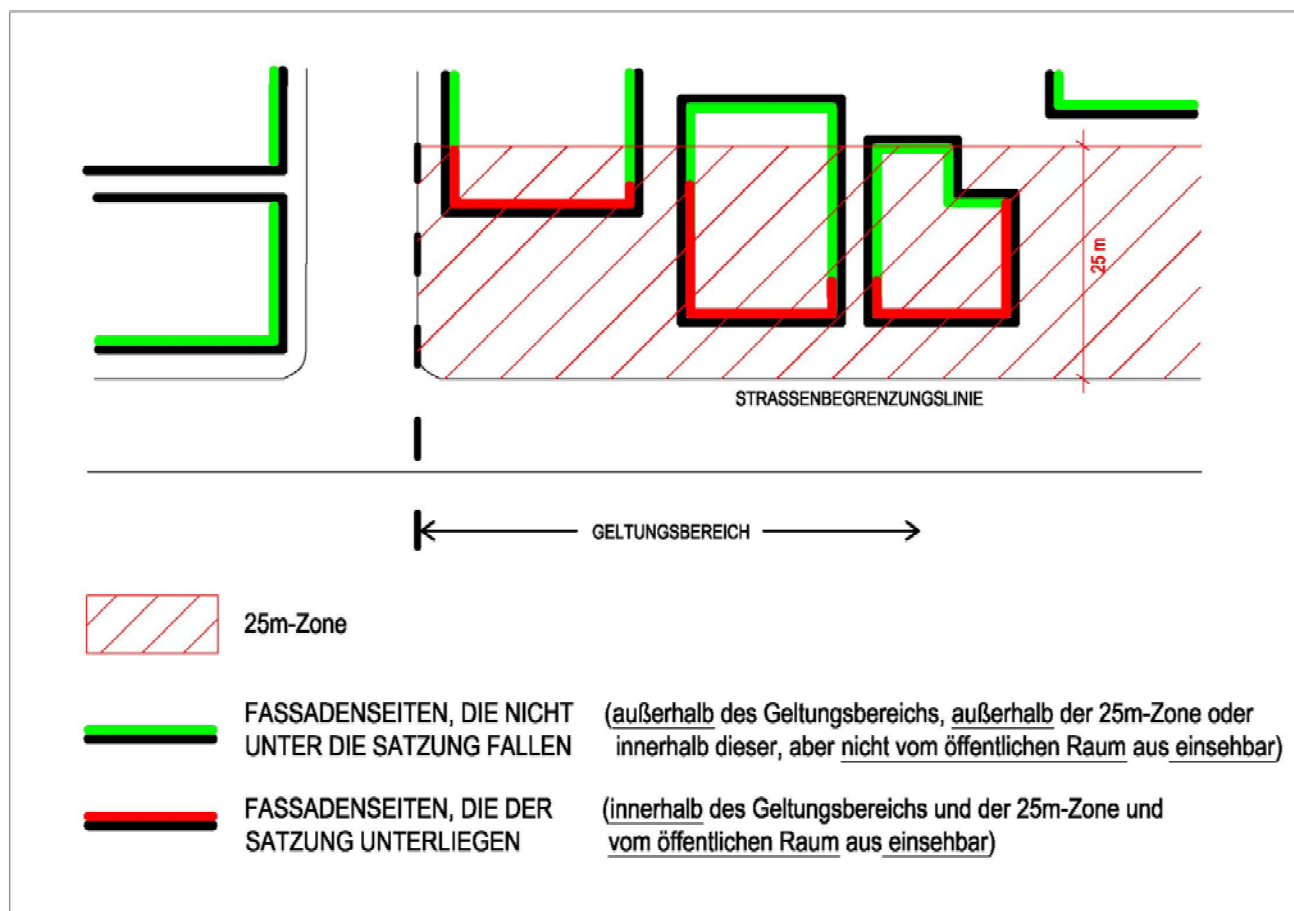 25 m
STRASSENBEGRENZUNGSLINIE
GELTUNGSBEREICH
25m-Zone
FASSADENSEITEN, DIE NICHT (außerhalb des Geltungsbereichs, außerhalb der 25m-Zone oder
UNTER DIE SATZUNG FALLEN innerhalb dieser, aber nicht vom öffentlichen Raum aus einsehbar)
FASSADENSEITEN, DIE DER (innerhalb des Geltungsbereichs und der 25m-Zone und
SATZUNG UNTERLIEGEN vom öffentlichen Raum aus einsehbar)